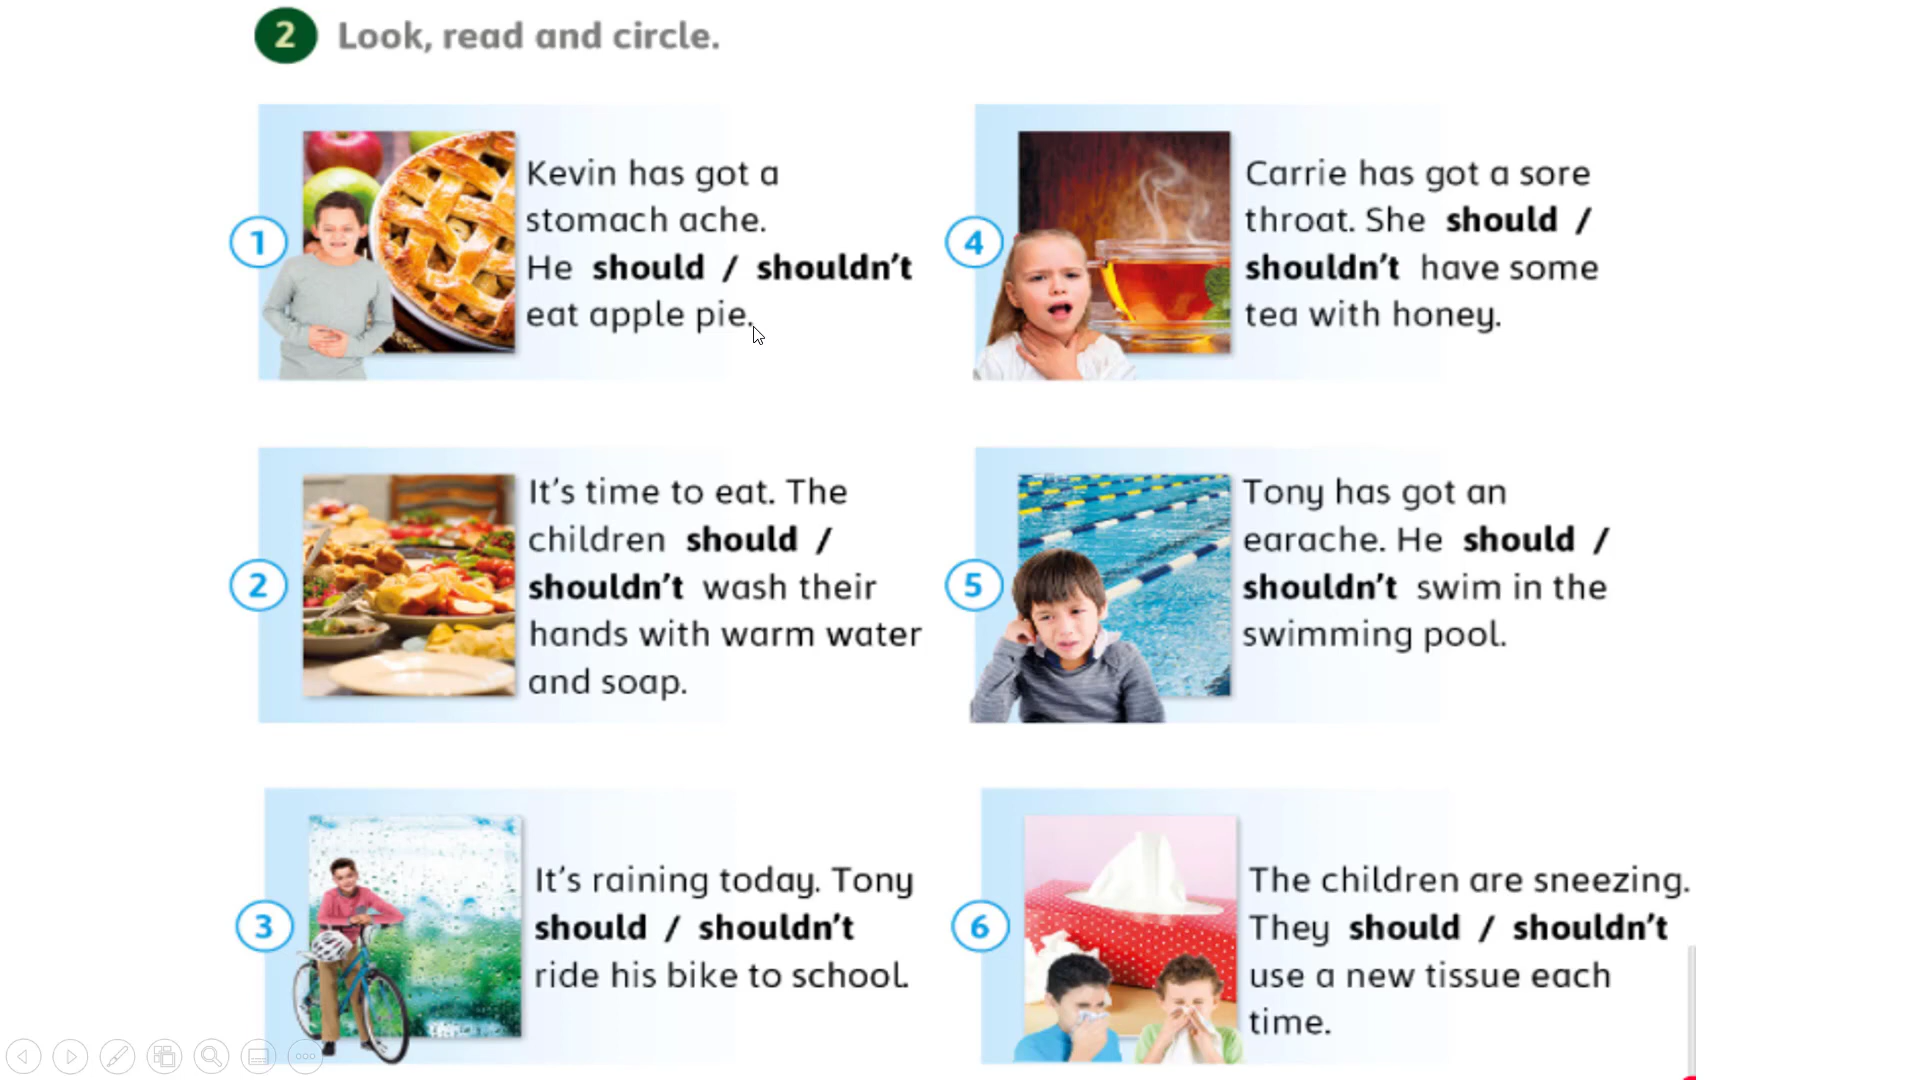 2 Look, read and circle.
1
Kevin has got a
stomach ache.
He should / shouldn't
eat apple pie.
2
It's time to eat. The
children should /
shouldn't wash their
hands with warm water
and soap.
3
It's raining today. Tony
should / shouldn't
ride his bike to school.
4
Carrie has got a sore
throat. She should /
shouldn't have some
tea with honey.
5
Tony has got an
earache. He should /
shouldn't swim in the
swimming pool.
6
The children are sneezing.
They should / shouldn't
use a new tissue each
time.